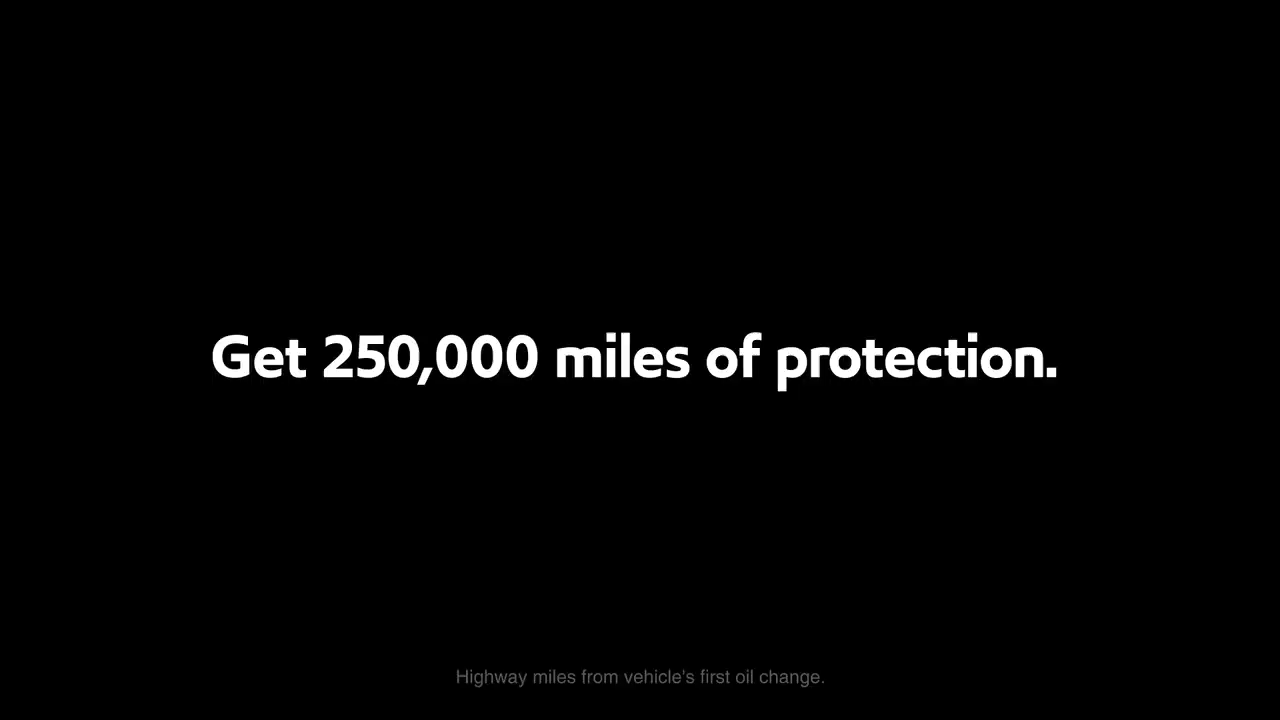 Get 250,000 miles of protection.
Highway miles from vehicle's first oil change.